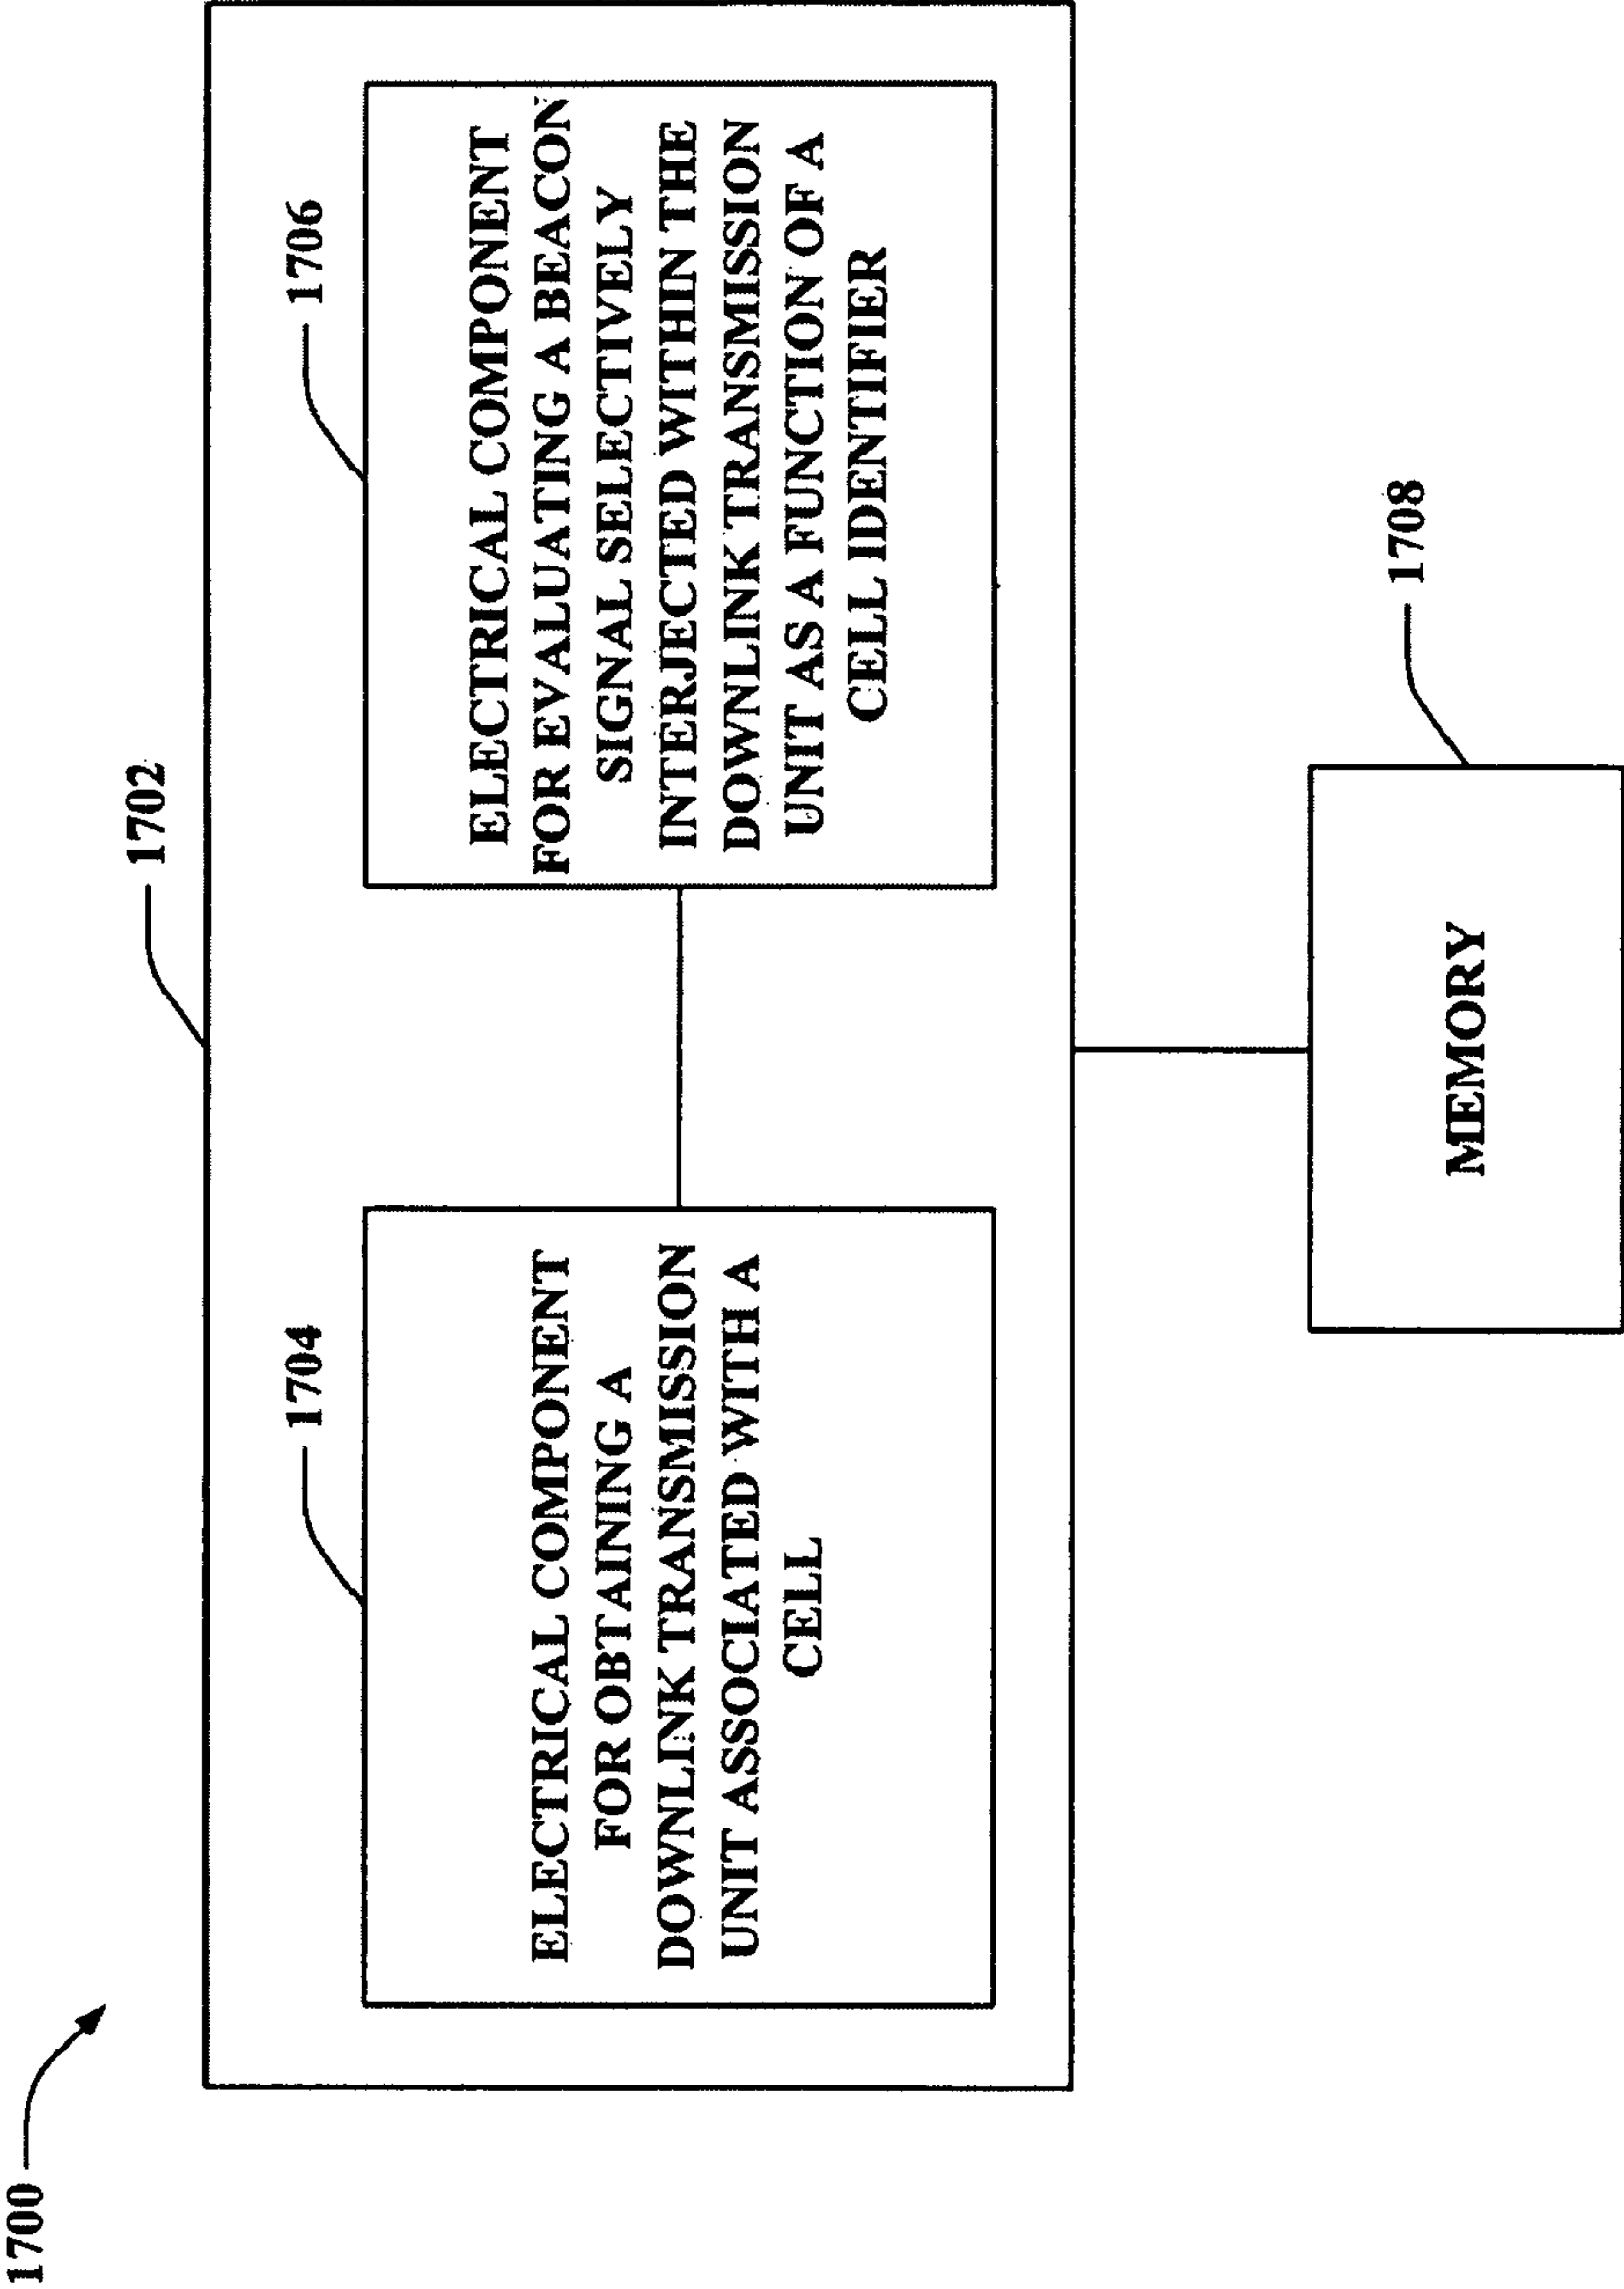 1700
1702
1704
ELECTRICAL COMPONENT
FOR OBTAINING A
DOWNLINK TRANSMISSION
UNIT ASSOCIATED WITH A
CELL
1706
ELECTRICAL COMPONENT
FOR EVALUATING A BEACON
SIGNAL SELECTIVELY
INTERJECTED WITHIN THE
DOWNLINK TRANSMISSION
UNIT AS A FUNCTION OF A
CELL IDENTIFIER
1708
MEMORY